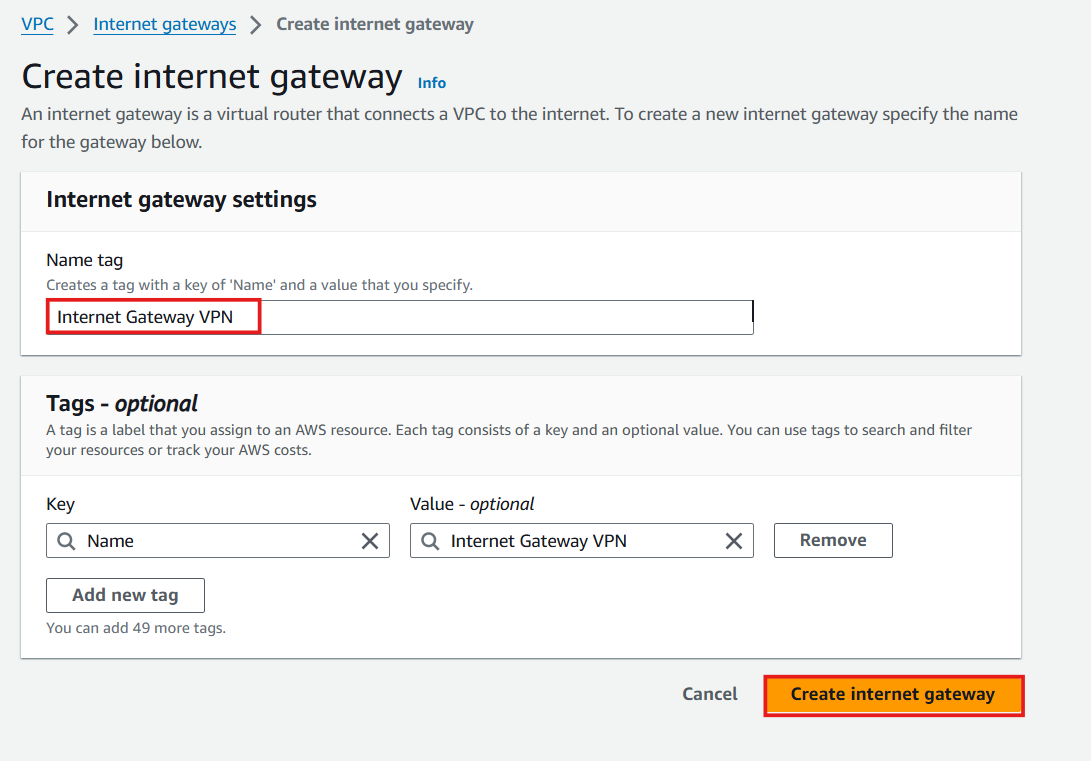 VPC > Internet gateways > Create internet gateway
Create internet gateway Info
An internet gateway is a virtual router that connects a VPC to the internet. To create a new internet gateway specify the name
for the gateway below.
Internet gateway settings
Name tag
Creates a tag with a key of 'Name' and a value that you specify.
Internet Gateway VPN
Tags - optional
A tag is a label that you assign to an AWS resource. Each tag consists of a key and an optional value. You can use tags to search and filter
your resources or track your AWS costs.
Key Value - optional
Name Internet Gateway VPN Remove
Add new tag
You can add 49 more tags.
Cancel Create internet gateway